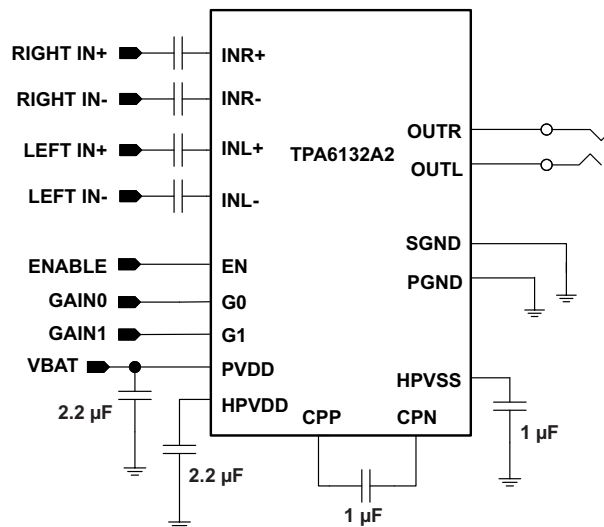 RIGHT IN+ INR+
RIGHT IN- INR-
OUTR
LEFT IN+ INL+ TPA6132A2
OUTL
LEFT IN- INL-
SGND
ENABLE EN
PGND
GAIN0 G0
GAIN1 G1
VBAT PVDD
HPVSS
HPVDD
2.2 µF CPP CPN
1 µF
2.2 µF
1 µF